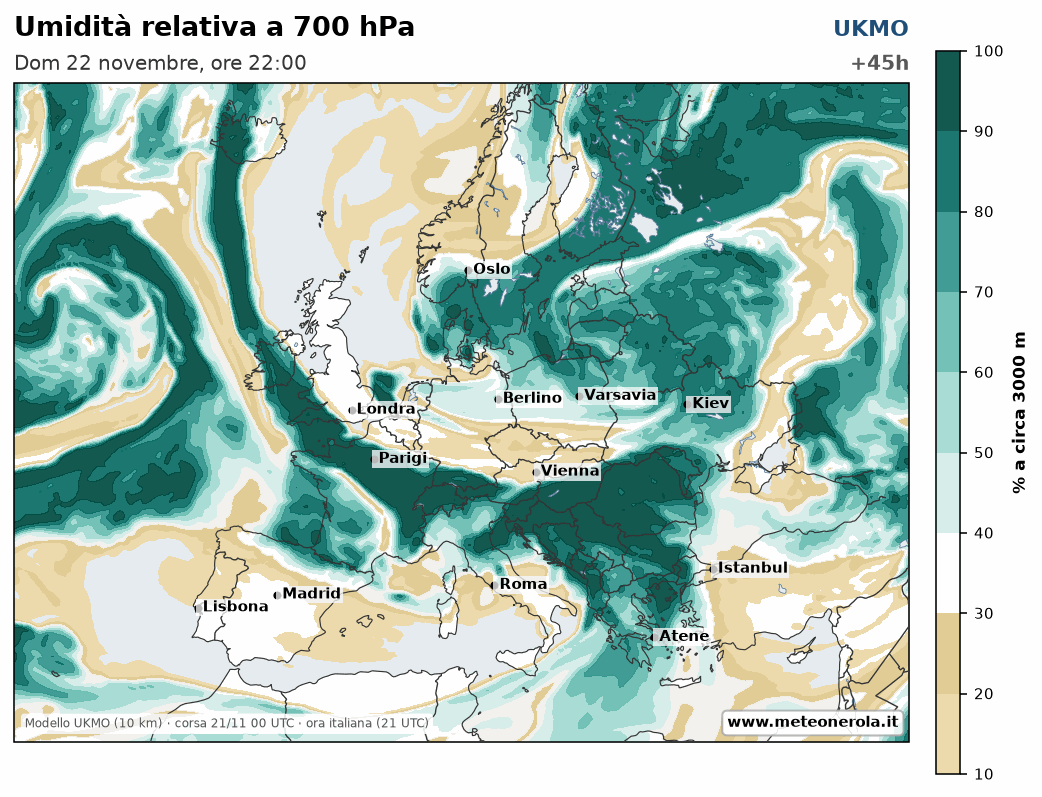 Umidità relativa a 700 hPa
UKMO
Dom 22 novembre, ore 22:00
+45h
Oslo
Londra
Berlino
Varsavia
Kiev
Parigi
Vienna
Istanbul
Roma
Madrid
Lisbona
Atene
Modello UKMO (10 km) · corsa 21/11 00 UTC · ora italiana (21 UTC)
www.meteonerola.it
100
90
80
70
60
50
40
30
20
10
% a circa 3000 m